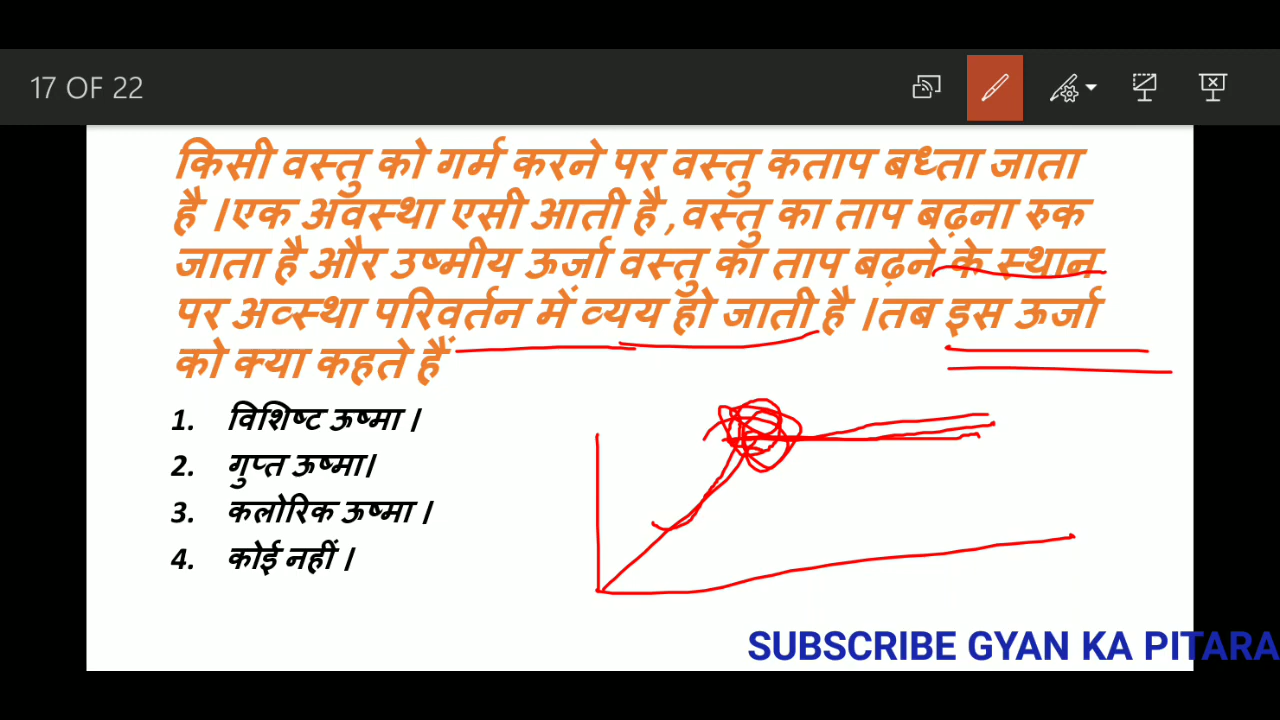 17 OF 22
किसी वस्तु को गर्म करने पर वस्तु कताप बध्ता जाता
है ।एक अवस्था एसी आती है ,वस्तु का ताप बढ़ना रुक
जाता है और उष्मीय ऊर्जा वस्तु का ताप बढ़ने के स्थान
पर अव्स्था परिवर्तन में व्यय हो जाती है ।तब इस ऊर्जा
को क्या कहते हैं
1. विशिष्ट ऊष्मा ।
2. गुप्त ऊष्मा।
3. कलोरिक ऊष्मा ।
4. कोई नहीं ।
SUBSCRIBE GYAN KA PITARA